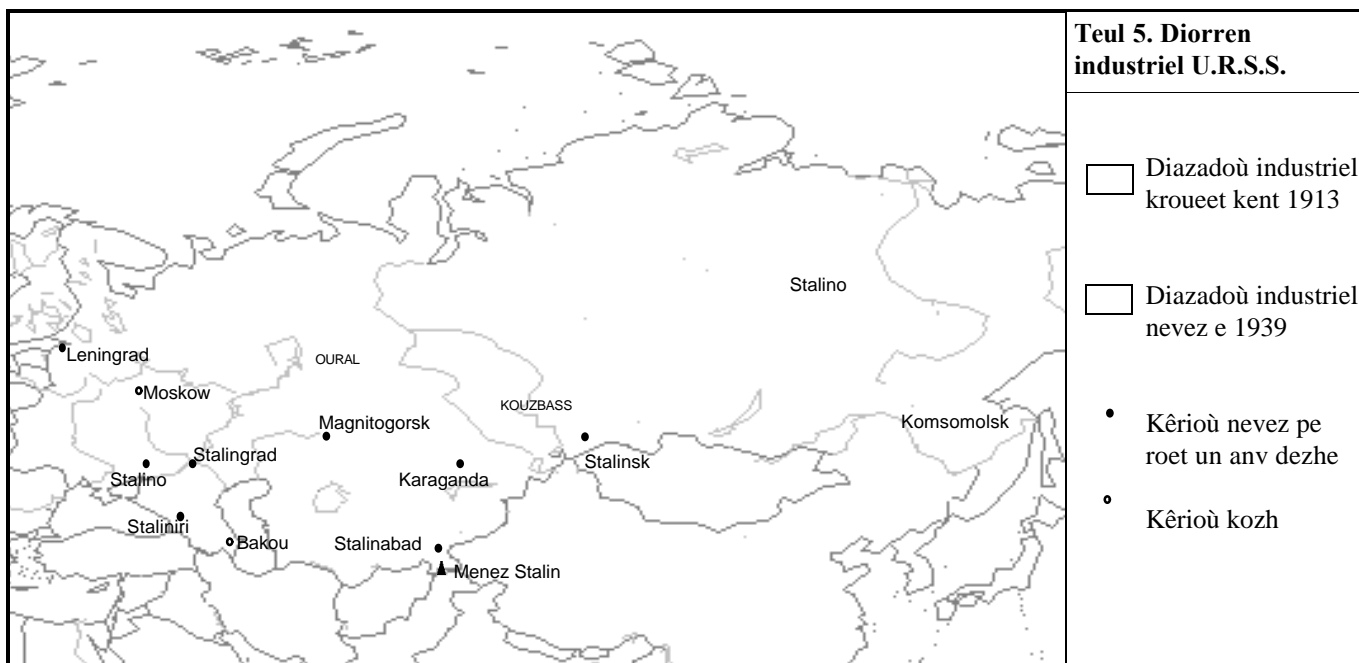 Teul 5. Diorren
industriel U.R.S.S.
Diazadoù industriel
kroueet kent 1913
Diazadoù industriel
nevez e 1939
Kêrioù nevez pe
roet un anv dezhe
Kêrioù kozh
Stalino
Leningrad
OURAL
Moskow
KOUZBASS
Magnitogorsk
Komsomolsk
Stalingrad
Stalinsk
Stalino
Karaganda
Staliniri
Bakou
Stalinabad
Menez Stalin